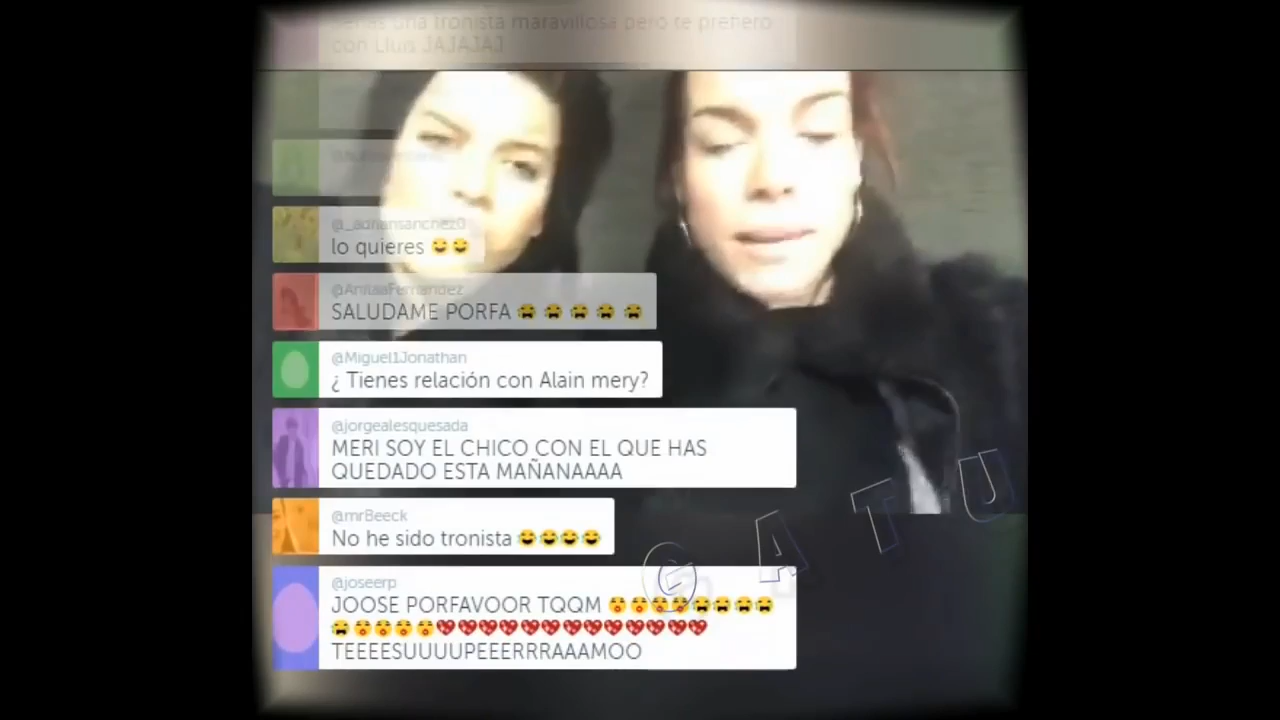 Serías una tronista maravillosa pero te prefiero
con Lluis JAJAJAJ
@_adriansanchez0
lo quieres 😂😂
@AnitaaFernandez
SALUDAME PORFA 😭 😭 😭 😭 😭
@Miguel1Jonathan
¿ Tienes relación con Alain mery?
@jorgealesquesada
MERI SOY EL CHICO CON EL QUE HAS
QUEDADO ESTA MAÑANAAAA
@mrBeeck
No he sido tronista 😂😂😂😂
@joseerp
JOOSE PORFAVOOR TQQM 😲😲😲😲😭😭😭😭
😭😲😲😲😲💖💖💖💖💖💖💖💖💖💖💖💖💖
TEEEESUUUUPEEERRRAAAMOO
G A T U